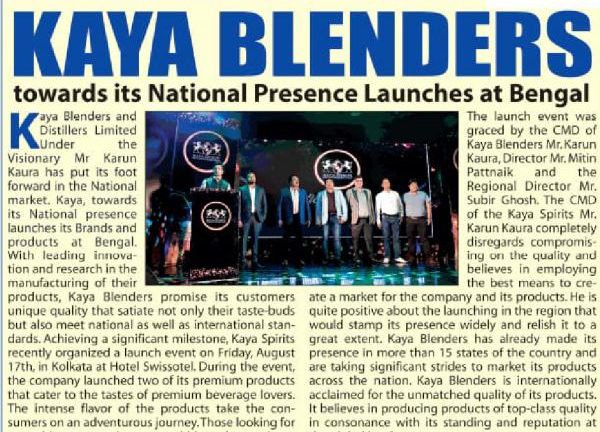 KAYA BLENDERS
towards its National Presence Launches at Bengal
Kaya Blenders and
Distillers Limited
Under the
Visionary Mr Karun
Kaura has put its foot
forward in the National
market. Kaya, towards
its National presence
launches its Brands and
products at Bengal.
With leading innova-
tion and research in the
manufacturing of their
products, Kaya Blenders promise its customers
unique quality that satiate not only their taste-buds
but also meet national as well as international stan-
dards. Achieving a significant milestone, Kaya Spirits
recently organized a launch event on Friday, August
17th, in Kolkata at Hotel Swissotel. During the event,
the company launched two of its premium products
that cater to the tastes of premium beverage lovers.
The intense flavor of the products take the con-
sumers on an adventurous journey. Those looking for
The launch event was
graced by the CMD of
Kaya Blenders Mr. Karun
Kaura, Director Mr. Mitin
Pattnaik and the
Regional Director Mr.
Subir Ghosh. The CMD
of the Kaya Spirits Mr.
Karun Kaura completely
disregards compromis-
ing on the quality and
believes in employing
the best means to cre-
ate a market for the company and its products. He is
quite positive about the launching in the region that
would stamp its presence widely and relish it to a
great extent. Kaya Blenders has already made its
presence in more than 15 states of the country and
are taking significant strides to market its products
across the nation. Kaya Blenders is internationally
acclaimed for the unmatched quality of its products.
It believes in producing products of top-class quality
in consonance with its standing and reputation at